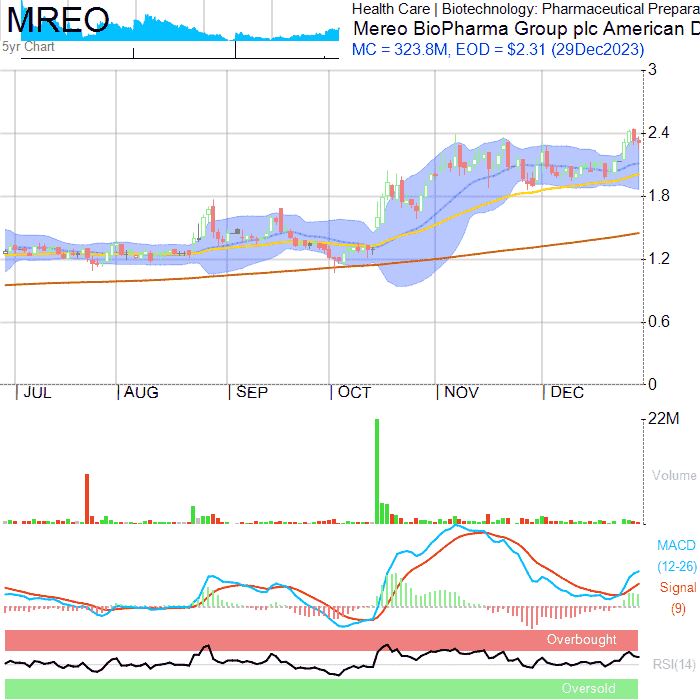 MREO
Health Care | Biotechnology: Pharmaceutical Prepara
Mereo BioPharma Group plc American D
5yr Chart
MC = 323.8M, EOD = $2.31 (29Dec2023)
3
2.4
1.8
1.2
0.6
0
JUL AUG SEP OCT NOV DEC
22M
Volume
MACD
(12-26)
Signal
(9)
Overbought
RSI(14)
Oversold